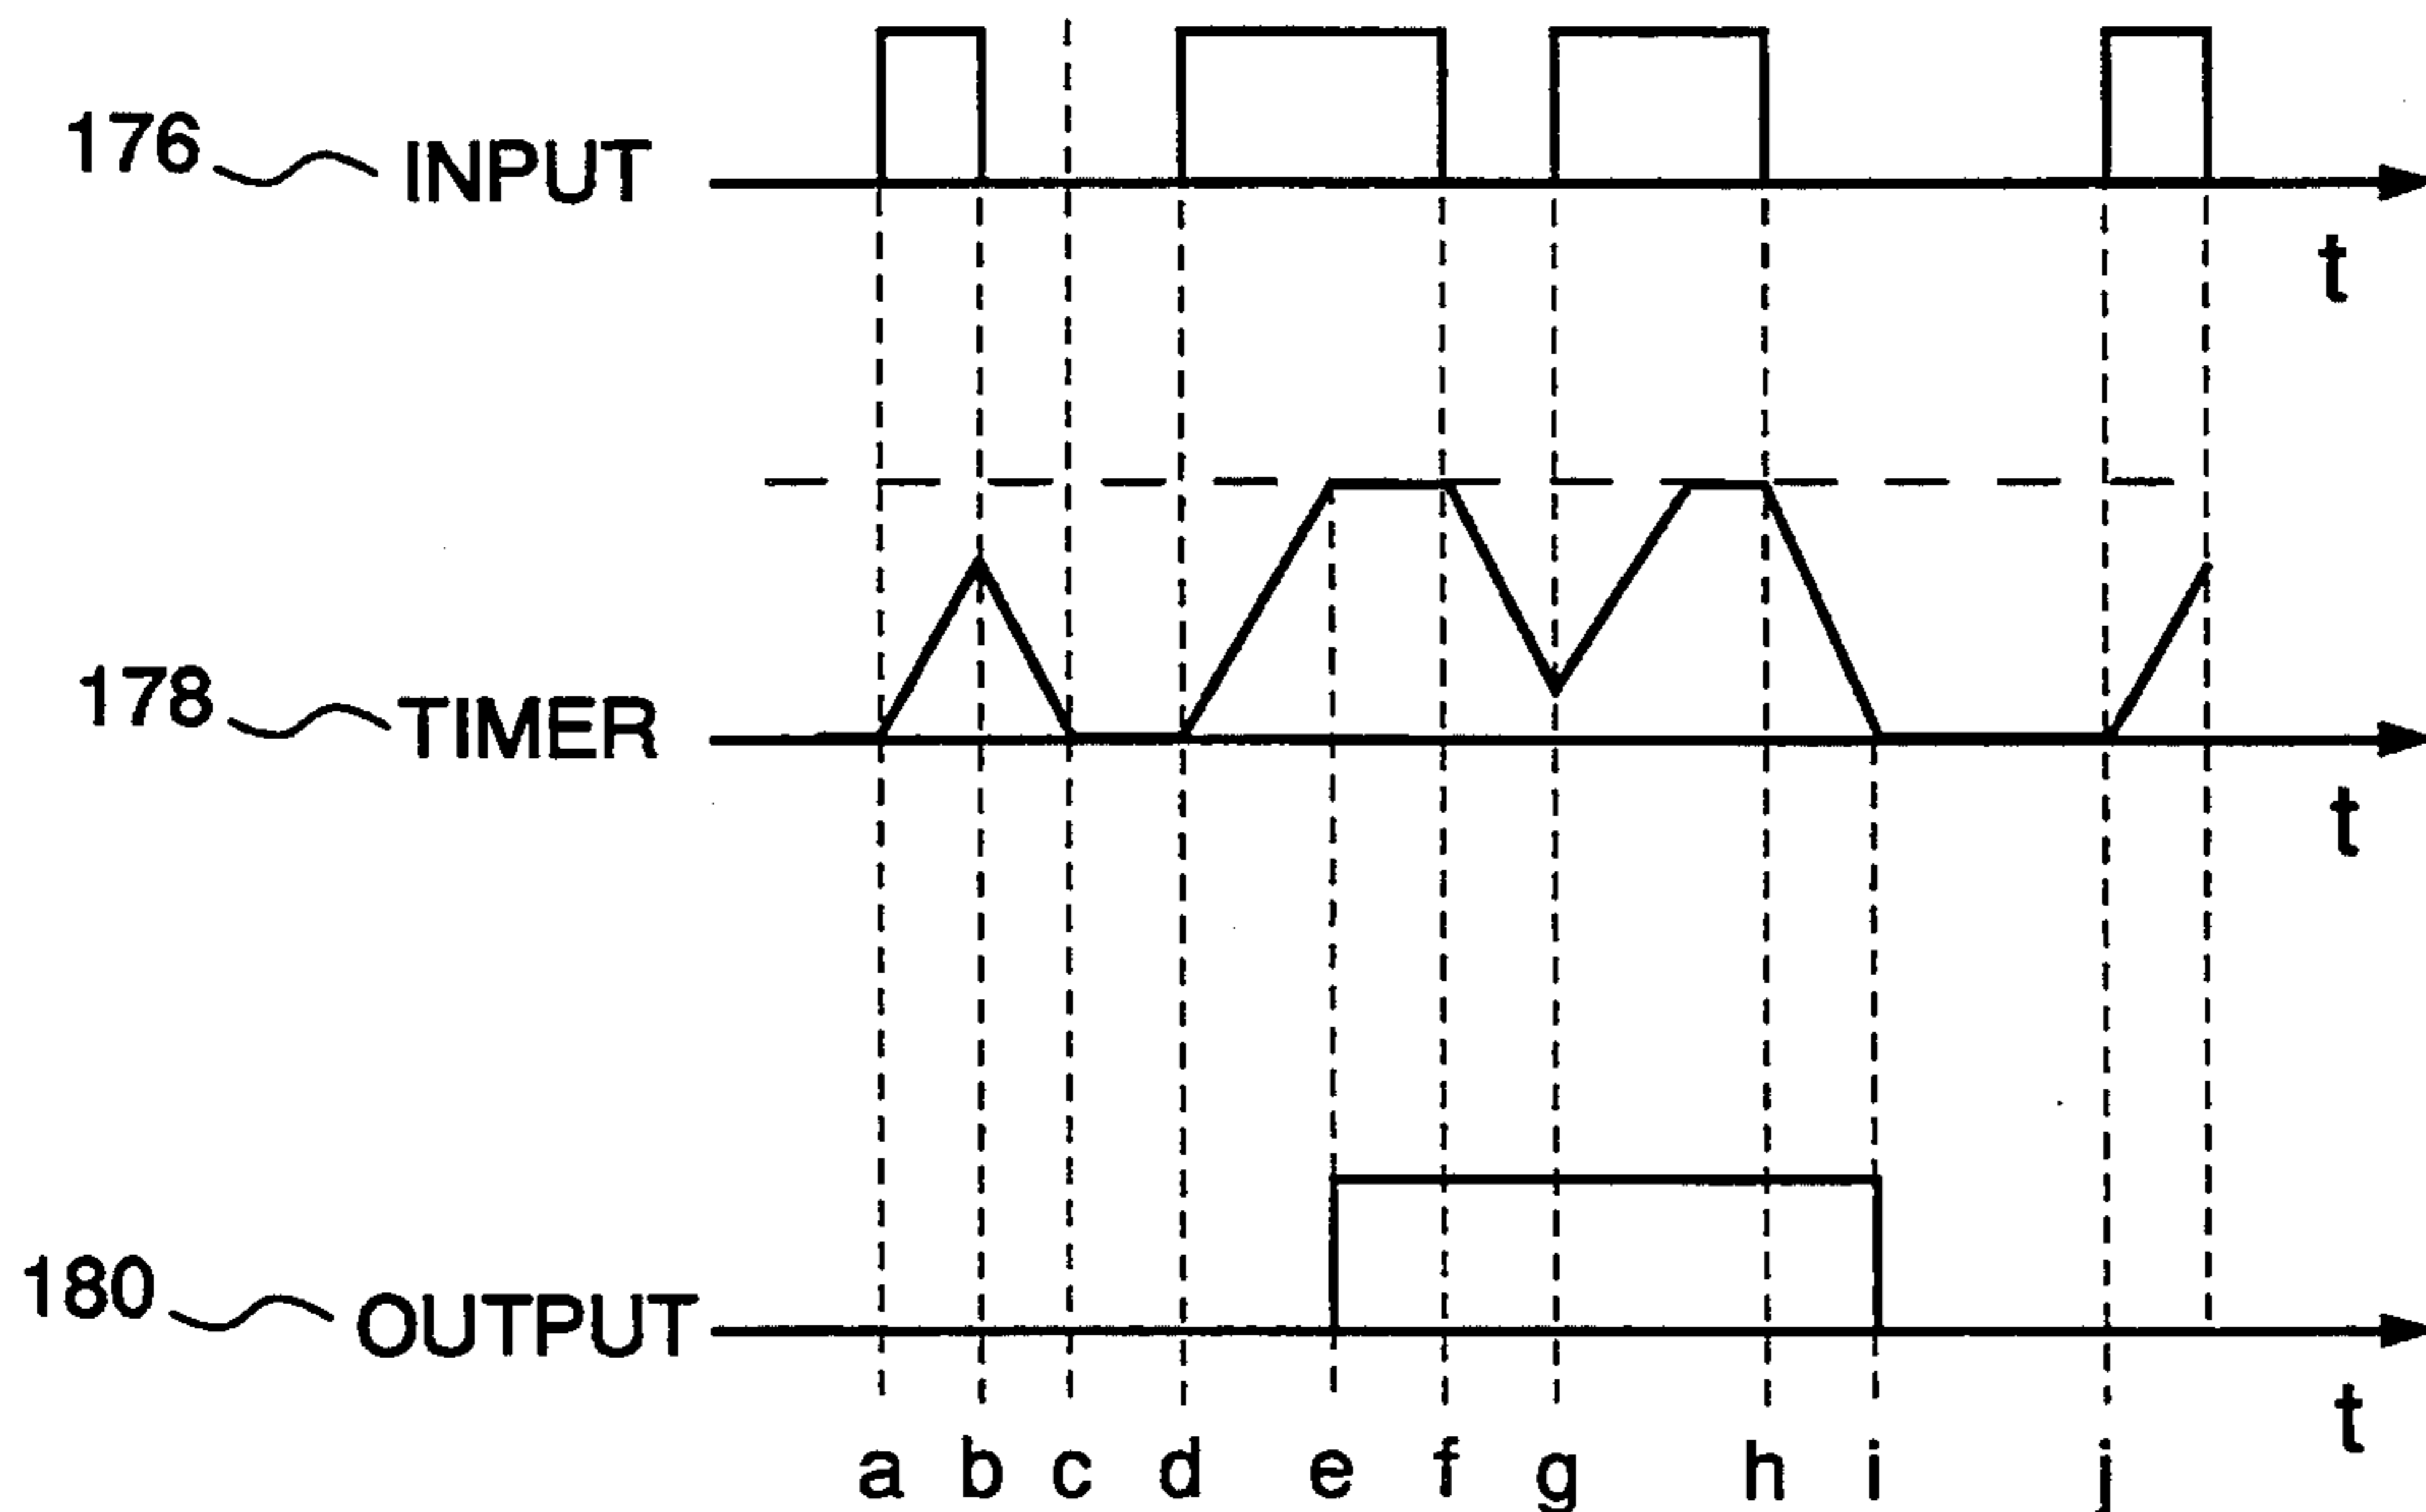 176 INPUT
t
178 TIMER
t
180 OUTPUT
t
a b c d e f g h i j